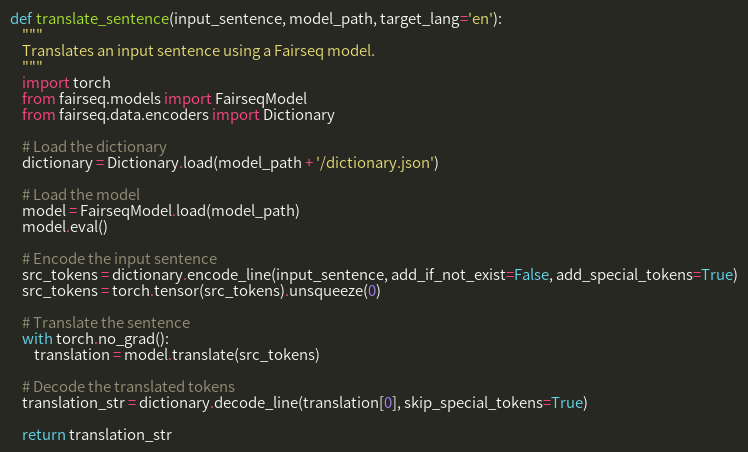 def translate_sentence(input_sentence, model_path, target_lang='en'):
    """
    Translates an input sentence using a Fairseq model.
    """
    import torch
    from fairseq.models import FairseqModel
    from fairseq.data.encoders import Dictionary

    # Load the dictionary
    dictionary = Dictionary.load(model_path + '/dictionary.json')

    # Load the model
    model = FairseqModel.load(model_path)
    model.eval()

    # Encode the input sentence
    src_tokens = dictionary.encode_line(input_sentence, add_if_not_exist=False, add_special_tokens=True)
    src_tokens = torch.tensor(src_tokens).unsqueeze(0)

    # Translate the sentence
    with torch.no_grad():
        translation = model.translate(src_tokens)

    # Decode the translated tokens
    translation_str = dictionary.decode_line(translation[0], skip_special_tokens=True)

    return translation_str